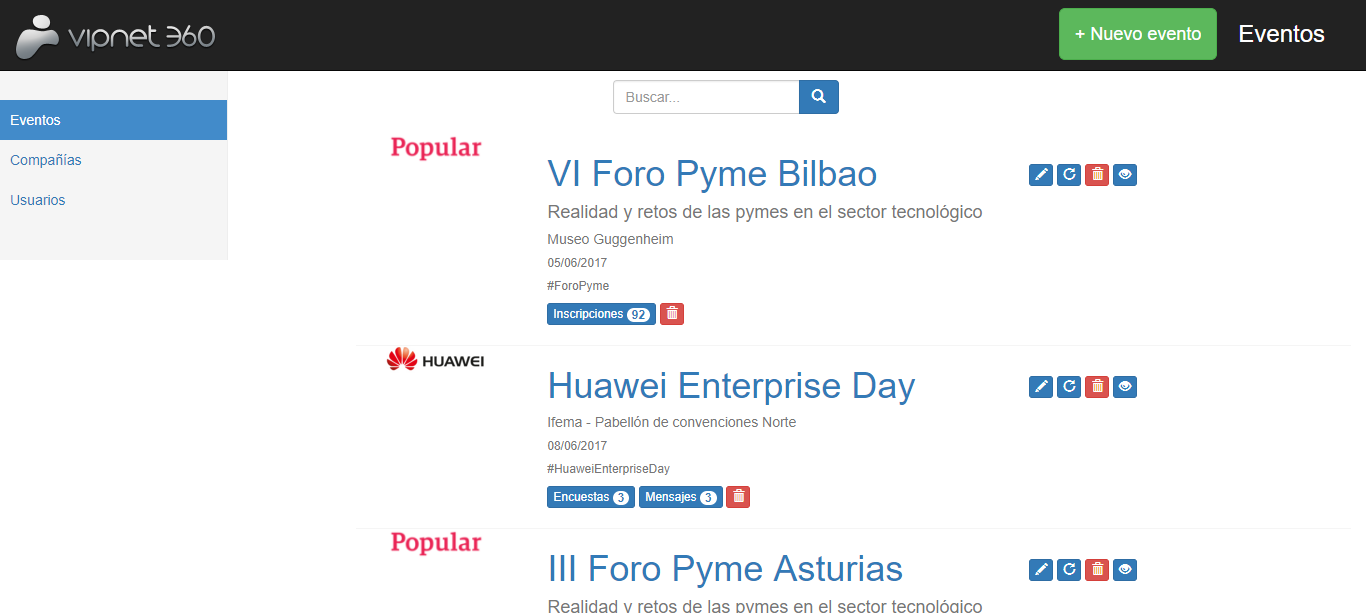 vipnet 360
+ Nuevo evento
Eventos
Buscar...
Eventos
Compañías
Usuarios
Popular
VI Foro Pyme Bilbao
Realidad y retos de las pymes en el sector tecnológico
Museo Guggenheim
05/06/2017
#ForoPyme
Inscripciones 92
HUAWEI
Huawei Enterprise Day
Ifema - Pabellón de convenciones Norte
08/06/2017
#HuaweiEnterpriseDay
Encuestas 3 Mensajes 3
Popular
III Foro Pyme Asturias
Realidad y retos de las pymes en el sector tecnológico